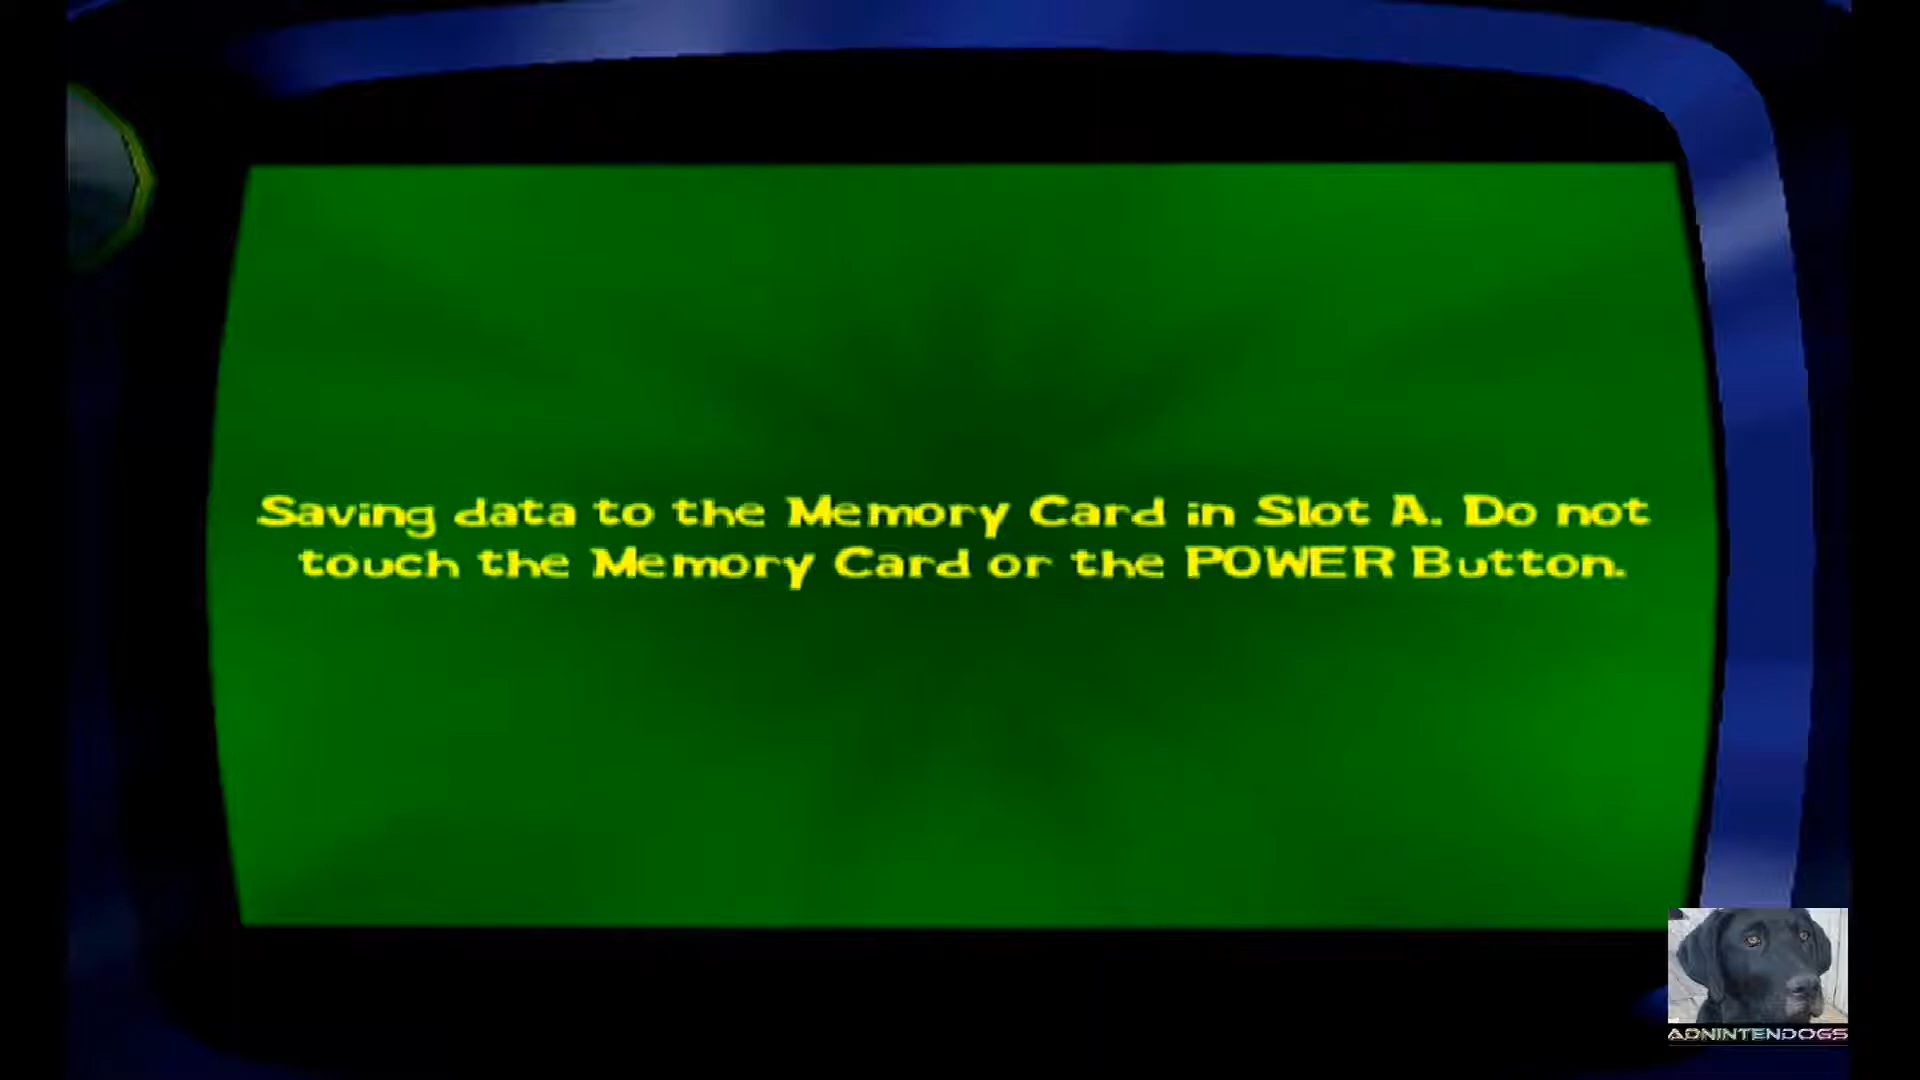 Saving data to the Memory Card in Slot A. Do not
touch the Memory Card or the POWER Button.
ADNINTENDOGS